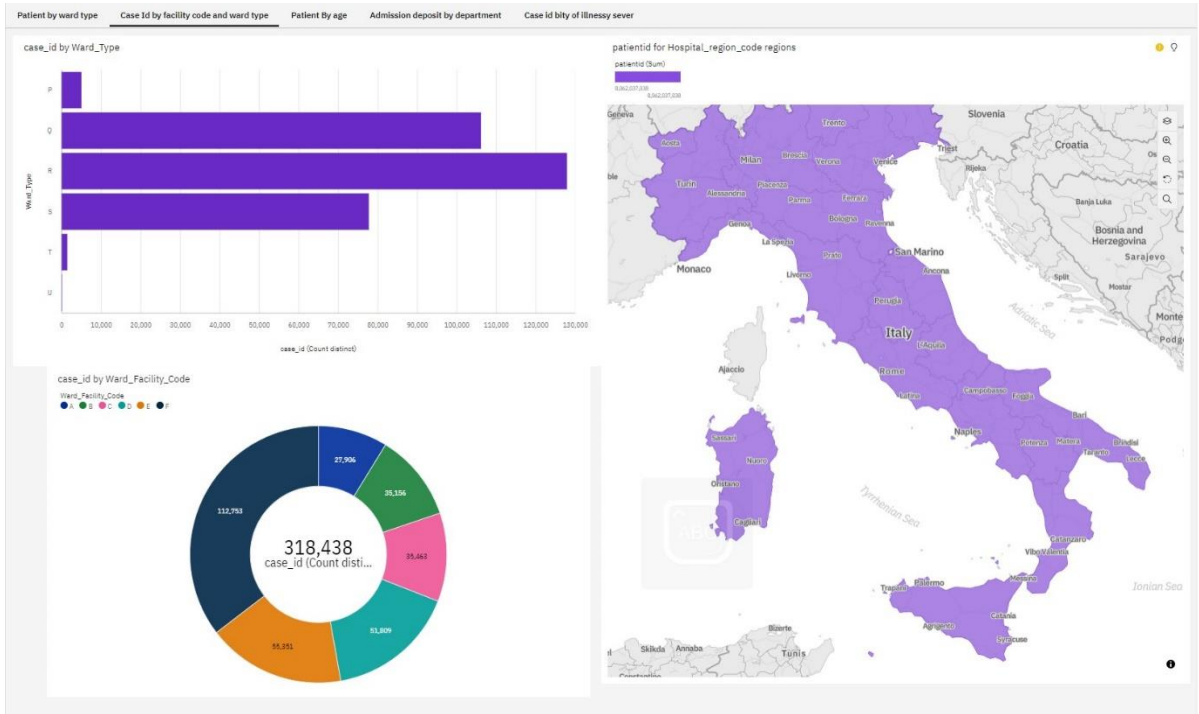 Patient by ward type
Case Id by facility code and ward type
Patient By age
Admission deposit by department
Case id bity of illnessy sever
case_id by Ward_Type
Ward_Type
P
Q
R
S
T
U
0 10,000 20,000 30,000 40,000 50,000 60,000 70,000 80,000 90,000 100,000 110,000 120,000 130,000
case_id (Count distinct)
case_id by Ward_Facility_Code
Ward_Facility_Code
A B C D E F
27,906
35,156
35,463
51,809
55,351
112,753
318,438
case_id (Count disti...
patientid for Hospital_region_code regions
patientid (Sum)
Geneva
Trento
Slovenia
Aosta
Milan
Brescia
Verona
Venice
Triest
Croatia
Rijeka
Turin
Alessandria
Piacenza
Parma
Ferrara
Banja Luka
Genoa
Bologna
Ravenna
Bosnia and
Herzegovina
La Spezia
Prato
San Marino
Sarajevo
Monaco
Livorno
Ancona
Split
Mostar
Perugia
Adriatic Sea
Monte
Italy
L'Aquila
Podg
Ajaccio
Rome
Latina
Campobasso
Foggia
Bari
Naples
Sassari
Potenza
Matera
Brindisi
Taranto
Lecce
Nuoro
Oristano
Tyrrhenian Sea
Cagliari
Catanzaro
Vibo Valentia
Trapani
Palermo
Messina
Ionian Sea
Catania
Agrigento
Syracuse
Bizerte
Skikda
Annaba
Tunis
Constantine